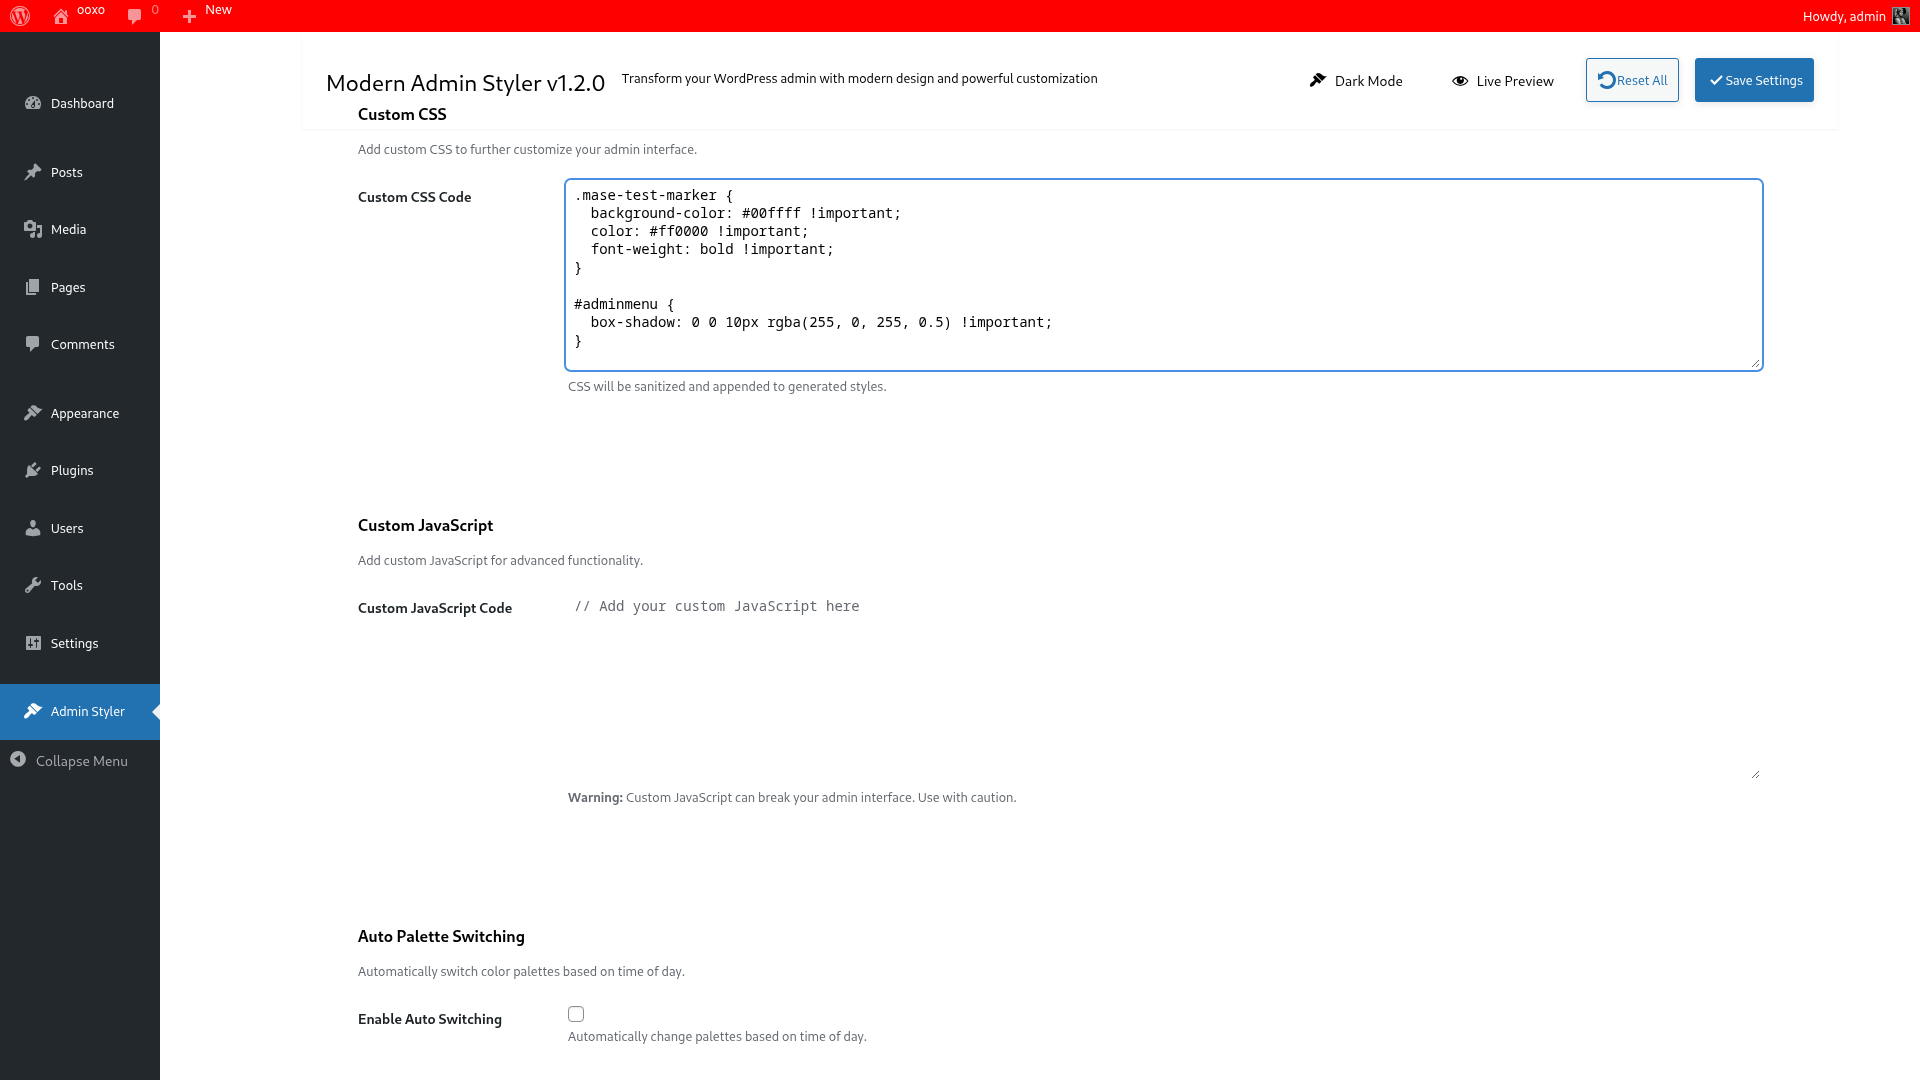 ooxo
0
New
Howdy, admin
Dashboard
Posts
Media
Pages
Comments
Appearance
Plugins
Users
Tools
Settings
Admin Styler
Collapse Menu
Modern Admin Styler v1.2.0
Transform your WordPress admin with modern design and powerful customization
Dark Mode
Live Preview
Reset All
Save Settings
Custom CSS
Add custom CSS to further customize your admin interface.
Custom CSS Code
.mase-test-marker {
  background-color: #00ffff !important;
  color: #ff0000 !important;
  font-weight: bold !important;
}
#adminmenu {
  box-shadow: 0 0 10px rgba(255, 0, 255, 0.5) !important;
}
CSS will be sanitized and appended to generated styles.
Custom JavaScript
Add custom JavaScript for advanced functionality.
Custom JavaScript Code
// Add your custom JavaScript here
Warning: Custom JavaScript can break your admin interface. Use with caution.
Auto Palette Switching
Automatically switch color palettes based on time of day.
Enable Auto Switching
Automatically change palettes based on time of day.